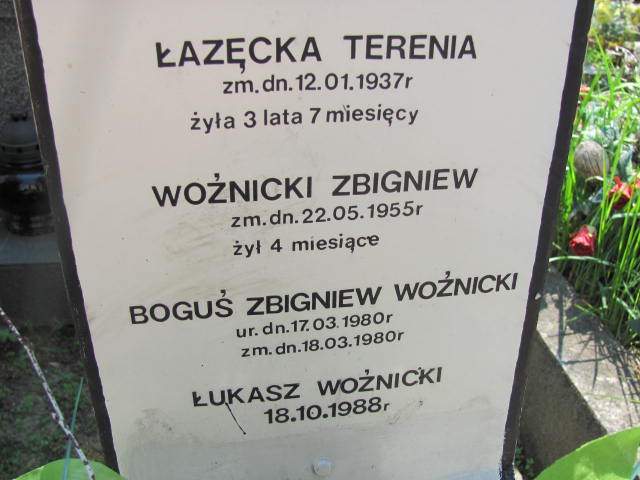 ŁAZĘCKA TERENIA
zm.dn.12.01.1937r
żyła 3 lata 7 miesięcy
WOŹNICKI ZBIGNIEW
zm.dn.22.05.1955r
żył 4 miesiące
BOGUŚ ZBIGNIEW WOŹNICKI
ur.dn.17.03.1980r
zm.dn.18.03.1980r
ŁUKASZ WOŹNICKI
18.10.1988r